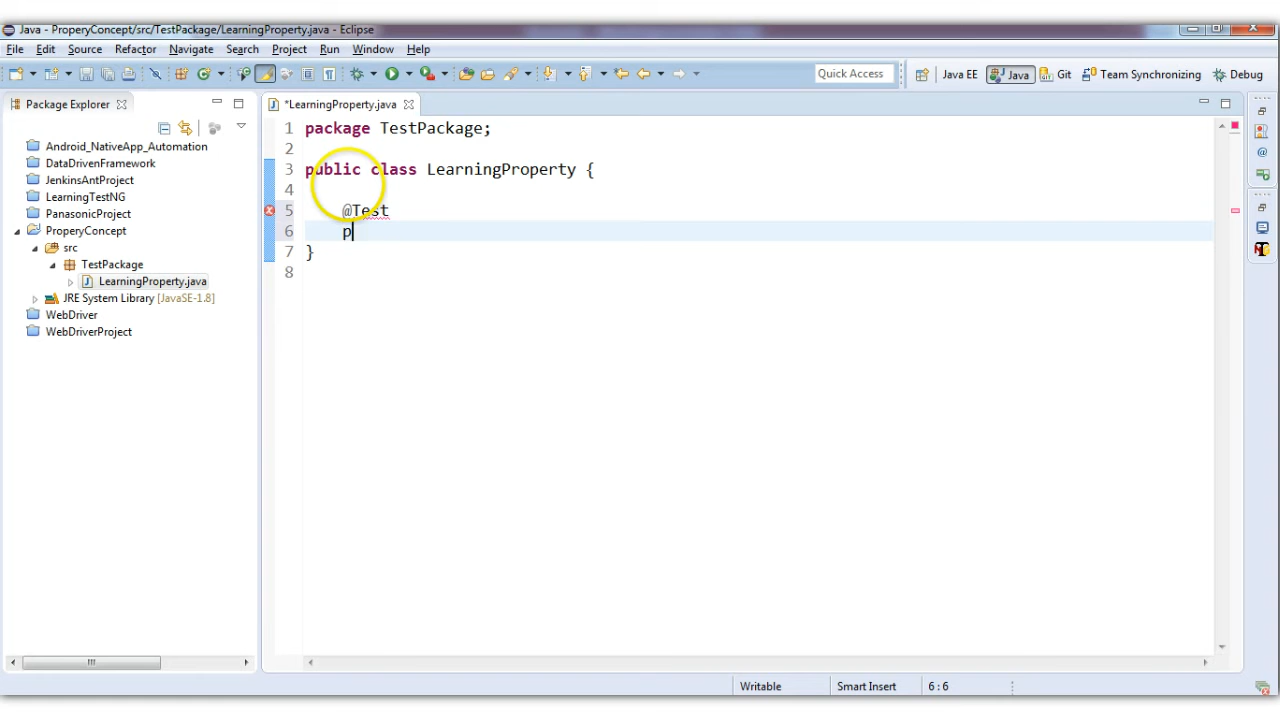 Java - ProperyConcept/src/TestPackage/LearningProperty.java - Eclipse
File Edit Source Refactor Navigate Search Project Run Window Help
Quick Access Java EE Java Git Team Synchronizing Debug
Package Explorer
*LearningProperty.java
Android_NativeApp_Automation
DataDrivenFramework
JenkinsAntProject
LearningTestNG
PanasonicProject
ProperyConcept
src
TestPackage
LearningProperty.java
JRE System Library [JavaSE-1.8]
WebDriver
WebDriverProject
1 package TestPackage;
2
3 public class LearningProperty {
4
5 @Test
6 p
7 }
8
Writable Smart Insert 6 : 6